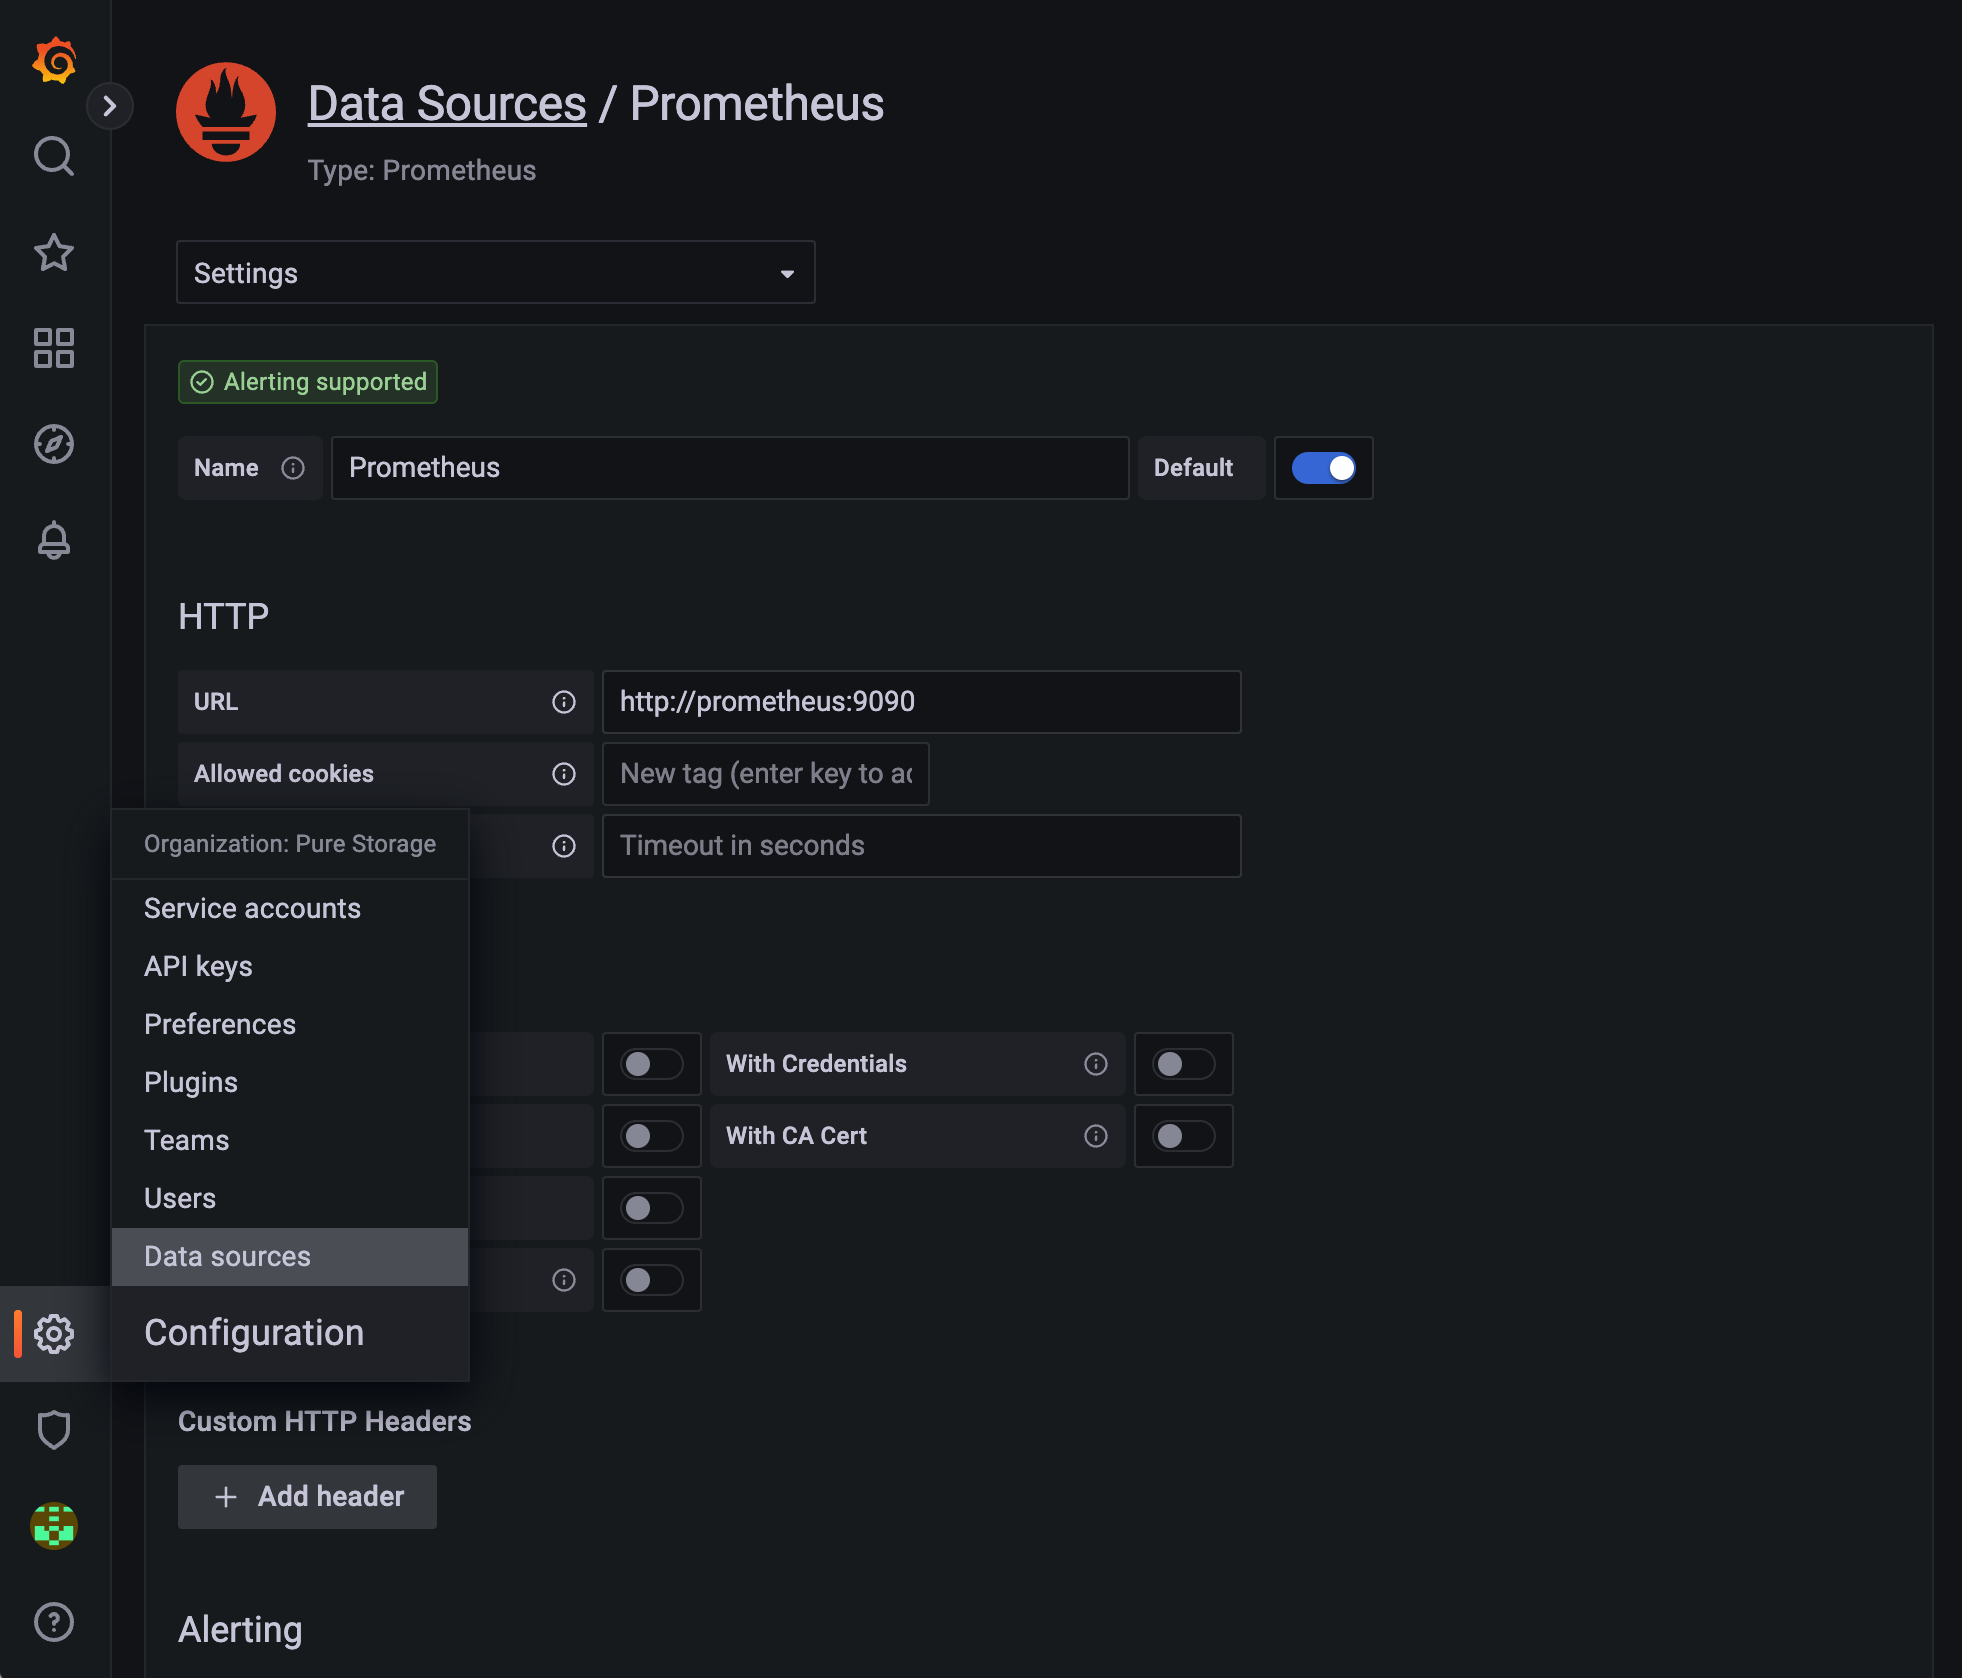 Data Sources / Prometheus
Type: Prometheus
Settings
Alerting supported
Name
Prometheus
Default
HTTP
URL
http://prometheus:9090
Allowed cookies
New tag (enter key to ad
Timeout in seconds
Organization: Pure Storage
Service accounts
API keys
Preferences
Plugins
Teams
Users
Data sources
Configuration
With Credentials
With CA Cert
Custom HTTP Headers
+ Add header
Alerting